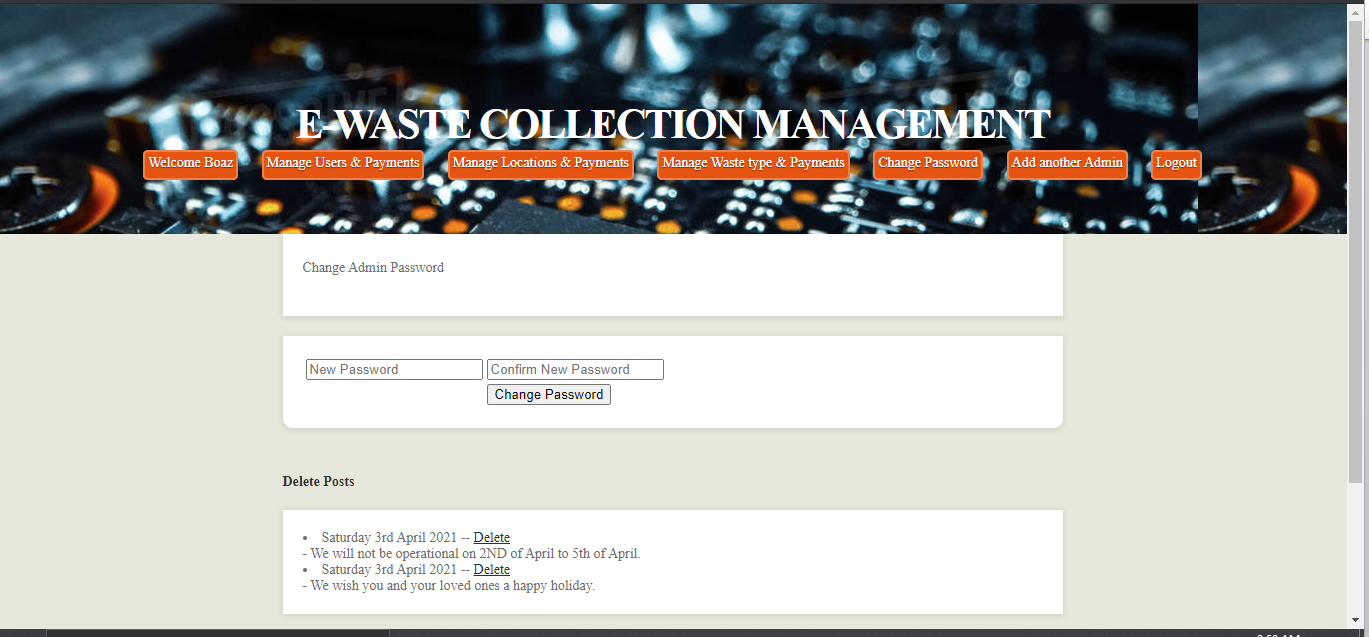 E-WASTE COLLECTION MANAGEMENT
Welcome Boaz Manage Users & Payments Manage Locations & Payments Manage Waste type & Payments Change Password Add another Admin Logout
Change Admin Password
New Password Confirm New Password
Change Password
Delete Posts
• Saturday 3rd April 2021 -- Delete
- We will not be operational on 2ND of April to 5th of April.
• Saturday 3rd April 2021 -- Delete
- We wish you and your loved ones a happy holiday.